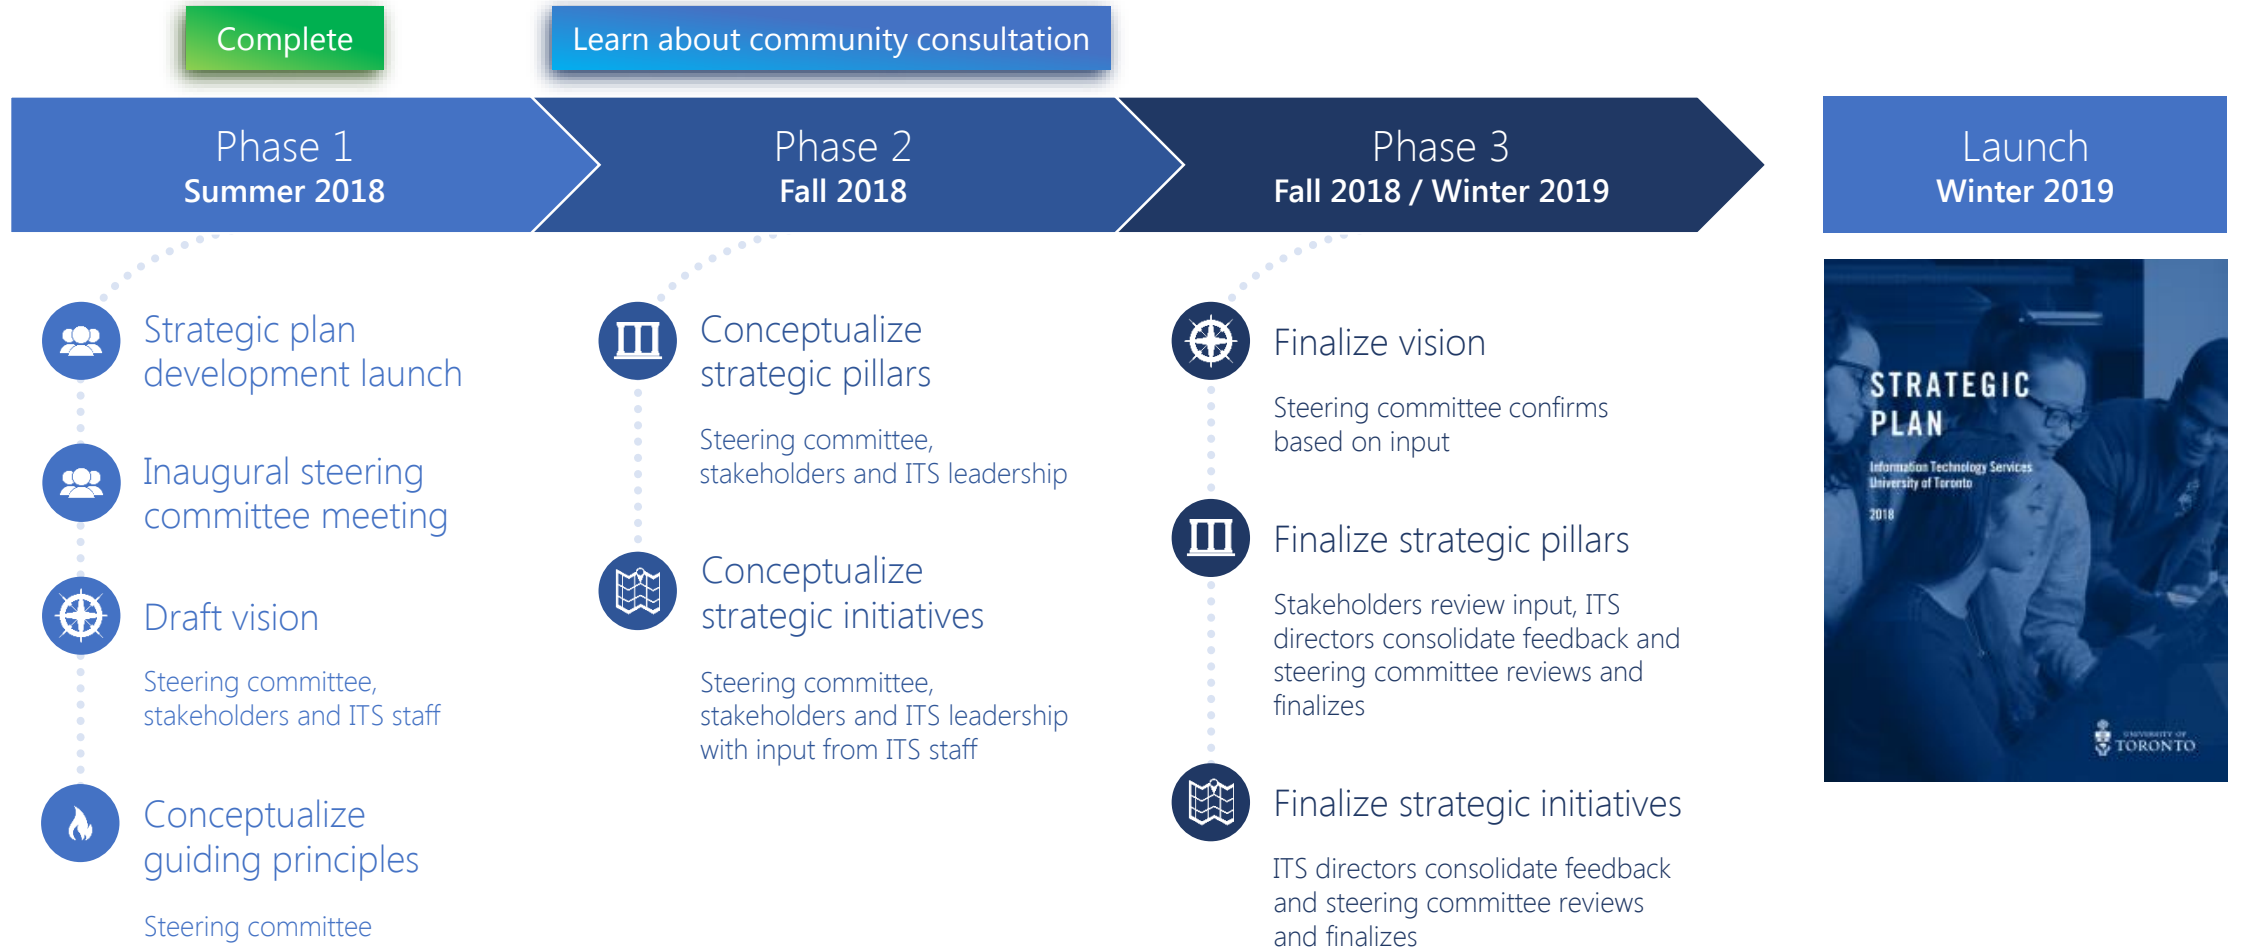 Complete
Learn about community consultation
Phase 1
Summer 2018
Phase 2
Fall 2018
Phase 3
Fall 2018 / Winter 2019
Launch
Winter 2019
Strategic plan
development launch
Inaugural steering
committee meeting
Draft vision
Steering committee,
stakeholders and ITS staff
Conceptualize
guiding principles
Steering committee
Conceptualize
strategic pillars
Steering committee,
stakeholders and ITS leadership
Conceptualize
strategic initiatives
Steering committee,
stakeholders and ITS leadership
with input from ITS staff
Finalize vision
Steering committee confirms
based on input
Finalize strategic pillars
Stakeholders review input, ITS
directors consolidate feedback and
steering committee reviews and
finalizes
Finalize strategic initiatives
ITS directors consolidate feedback
and steering committee reviews
and finalizes
STRATEGIC
PLAN
Information Technology Services
University of Toronto
2018
UNIVERSITY OF
TORONTO